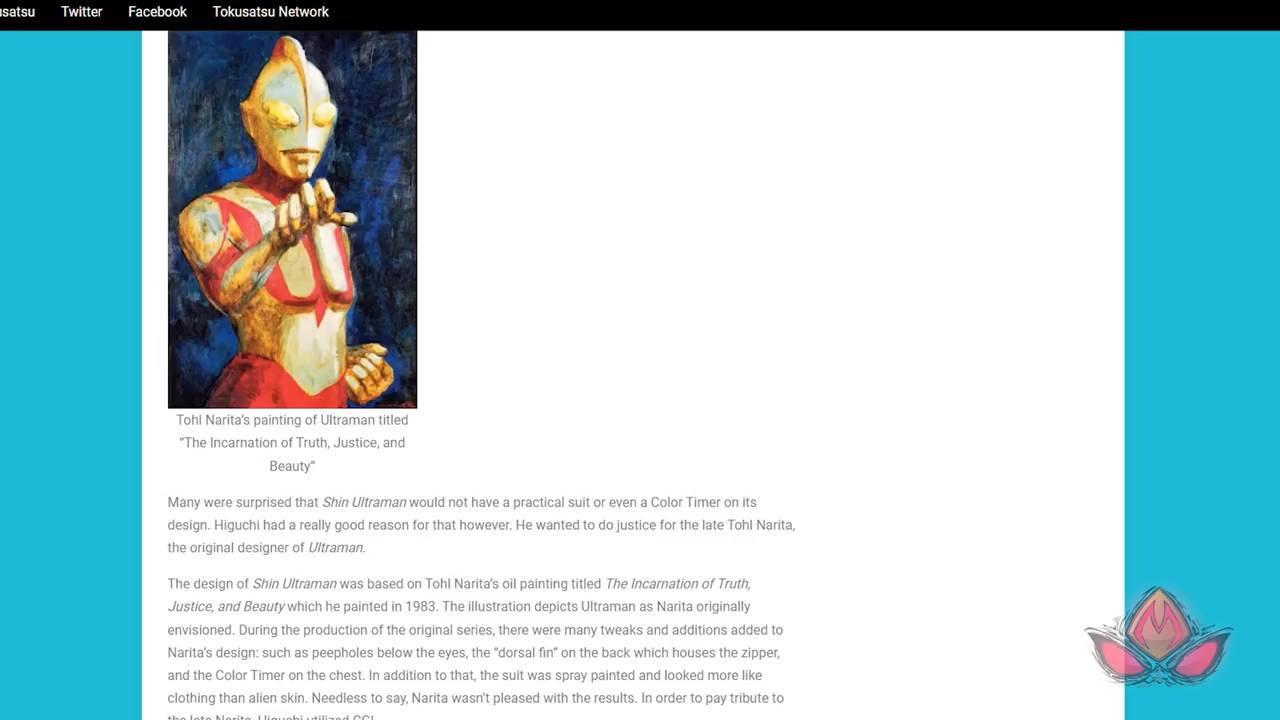 Twitter Facebook Tokusatsu Network
Tohl Narita's painting of Ultraman titled
“The Incarnation of Truth, Justice, and
Beauty”
Many were surprised that Shin Ultraman would not have a practical suit or even a Color Timer on its
design. Higuchi had a really good reason for that however. He wanted to do justice for the late Tohl Narita,
the original designer of Ultraman.
The design of Shin Ultraman was based on Tohl Narita's oil painting titled The Incarnation of Truth,
Justice, and Beauty which he painted in 1983. The illustration depicts Ultraman as Narita originally
envisioned. During the production of the original series, there were many tweaks and additions added to
Narita's design: such as peepholes below the eyes, the “dorsal fin” on the back which houses the zipper,
and the Color Timer on the chest. In addition to that, the suit was spray painted and looked more like
clothing than alien skin. Needless to say, Narita wasn't pleased with the results. In order to pay tribute to
the late Narita, Higuchi utilized CGI